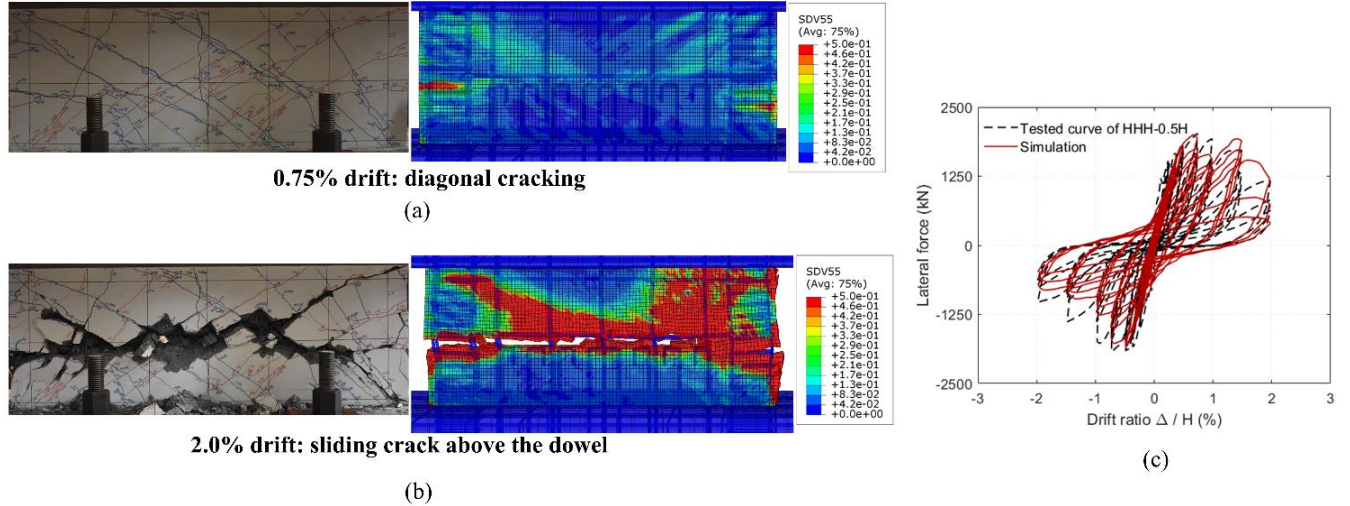 SDV55
(Avg: 75%)
+5.0e-01
+4.6e-01
+4.2e-01
+3.7e-01
+3.3e-01
+2.9e-01
+2.5e-01
+2.1e-01
+1.7e-01
+1.3e-01
+8.3e-02
+4.2e-02
+0.0e+00
0.75% drift: diagonal cracking
(a)
SDV55
(Avg: 75%)
+5.0e-01
+4.6e-01
+4.2e-01
+3.7e-01
+3.3e-01
+2.9e-01
+2.5e-01
+2.1e-01
+1.7e-01
+1.3e-01
+8.3e-02
+4.2e-02
+0.0e+00
2.0% drift: sliding crack above the dowel
(b)
2500
1250
0
-1250
-2500
Lateral force (kN)
Tested curve of HHH-0.5H
Simulation
-3 -2 -1 0 1 2 3
Drift ratio Δ / H (%)
(c)